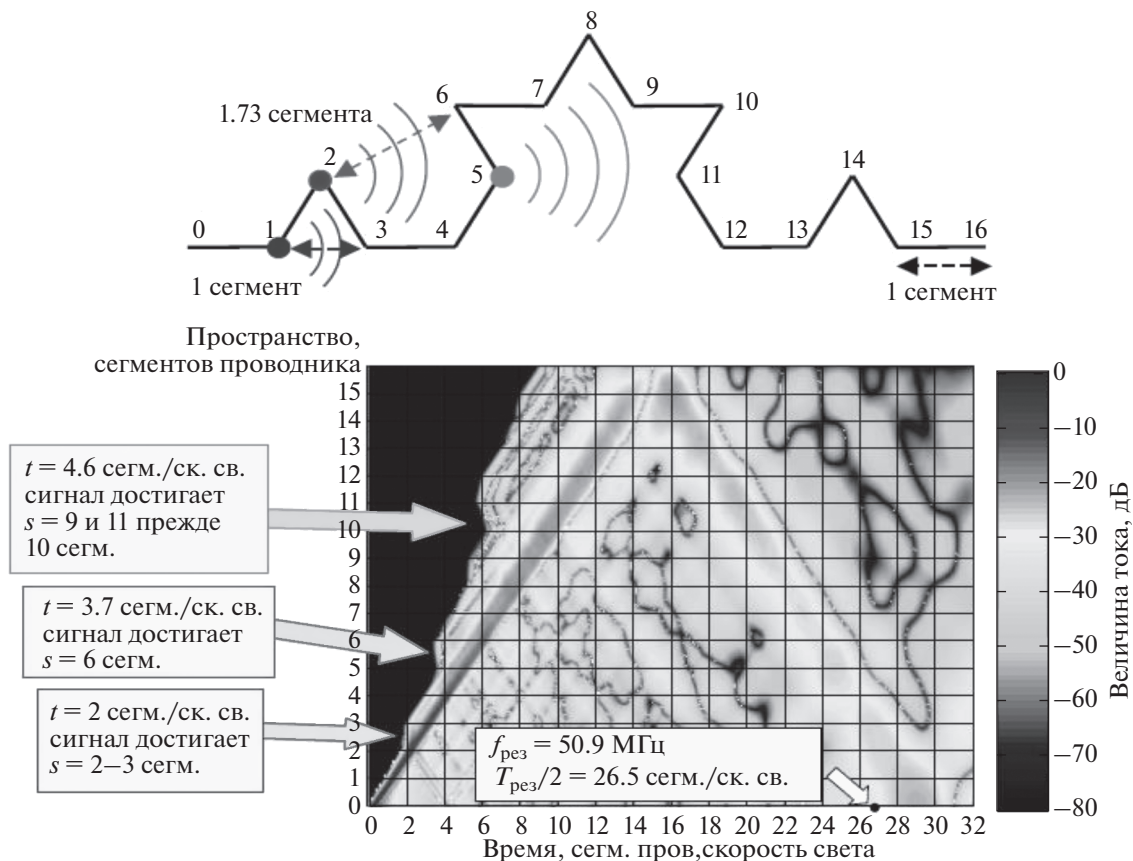 8
6
7
9
10
1.73 сегмента
2
5
11
14
0
1
3
4
12
13
15
16
1 сегмент
1 сегмент
Пространство,
сегментов проводника
15
14
13
12
11
10
9
8
7
6
5
4
3
2
1
0
t = 4.6 сегм./ск. св.
сигнал достигает
s = 9 и 11 прежде
10 сегм.
t = 3.7 сегм./ск. св.
сигнал достигает
s = 6 сегм.
t = 2 сегм./ск. св.
сигнал достигает
s = 2–3 сегм.
fрез = 50.9 МГц
Tрез/2 = 26.5 сегм./ск. св.
0 2 4 6 8 10 12 14 16 18 20 22 24 26 28 30 32
Время, сегм. пров,скорость света
0
–10
–20
–30
–40
–50
–60
–70
–80
Величина тока, дБ